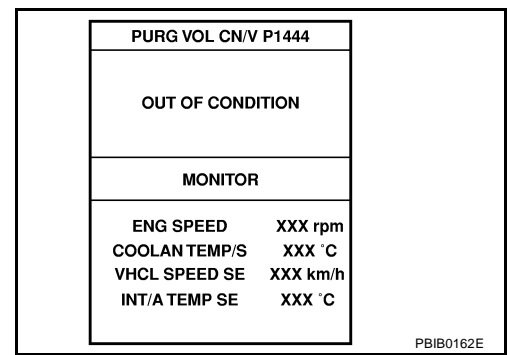 PURG VOL CN/V P1444
OUT OF CONDITION
MONITOR
ENG SPEED XXX rpm
COOLAN TEMP/S XXX °C
VHCL SPEED SE XXX km/h
INT/A TEMP SE XXX °C
PBIB0162E